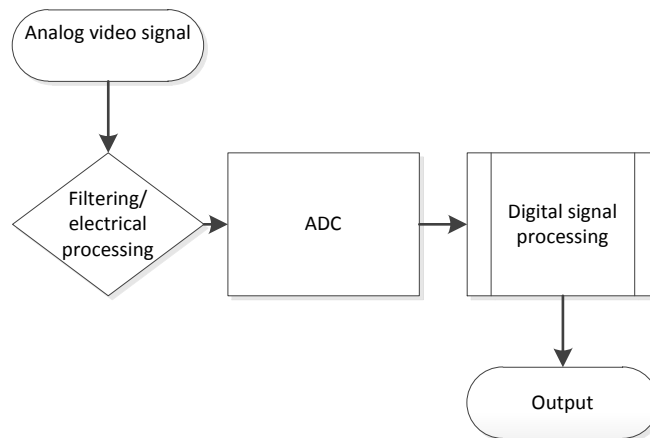 Analog video signal
Filtering/
electrical
processing
ADC
Digital signal
processing
Output